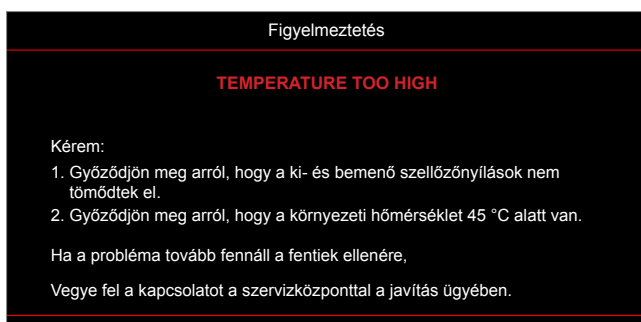 Figyelmeztetés
TEMPERATURE TOO HIGH
Kérem:
1. Győződjön meg arról, hogy a ki- és bemenő szellőzőnyílások nem
tömődtek el.
2. Győződjön meg arról, hogy a környezeti hőmérséklet 45 °C alatt van.
Ha a probléma tovább fennáll a fentiek ellenére,
Vegye fel a kapcsolatot a szervizközponttal a javítás ügyében.